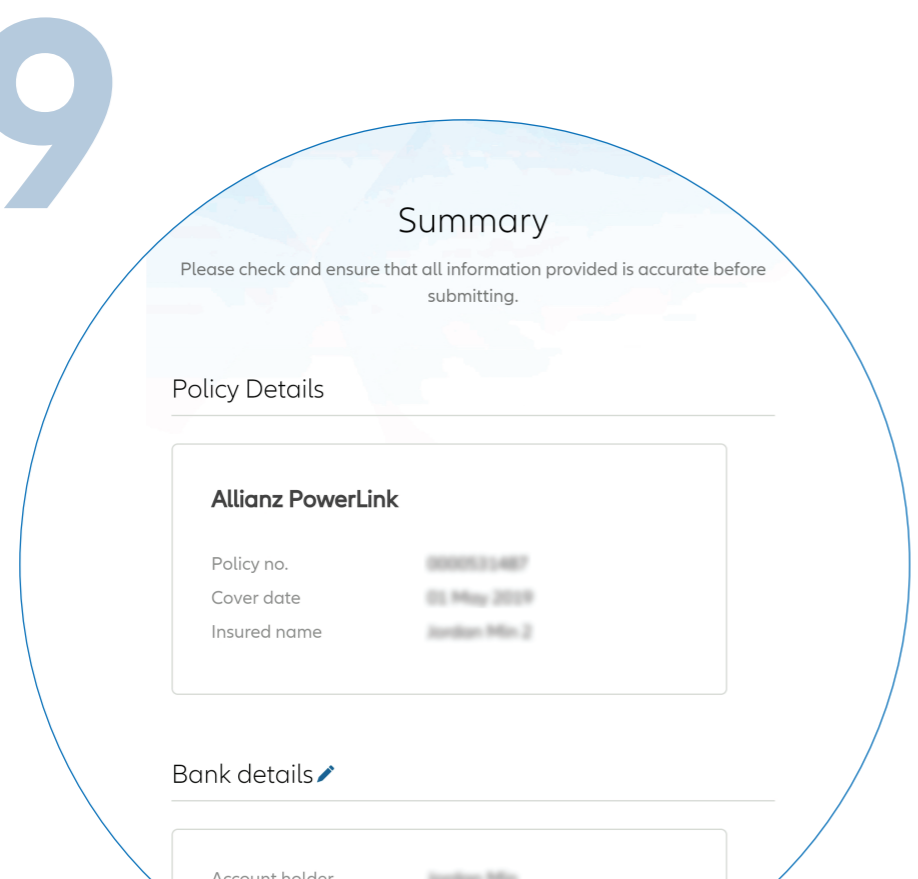 9
Summary
Please check and ensure that all information provided is accurate before
submitting.
Policy Details
Allianz PowerLink
Policy no.
Cover date
Insured name
Bank details
Account holder